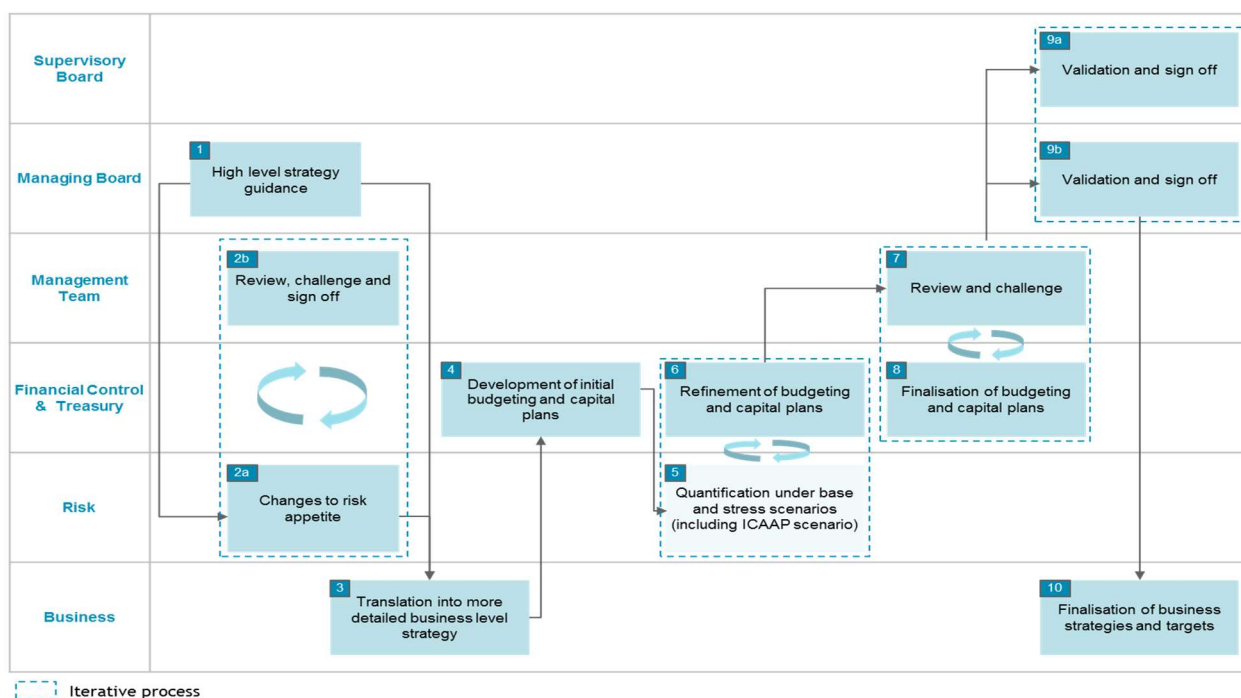 Supervisory
Board
9a
Validation and sign off
Managing Board
1
High level strategy
guidance
9b
Validation and sign off
Management
Team
2b
Review, challenge and
sign off
7
Review and challenge
Financial Control
& Treasury
4
Development of initial
budgeting and capital
plans
6
Refinement of budgeting
and capital plans
8
Finalisation of budgeting
and capital plans
Risk
2a
Changes to risk
appetite
5
Quantification under base
and stress scenarios
(including ICAAP scenario)
Business
3
Translation into more
detailed business level
strategy
10
Finalisation of business
strategies and targets
Iterative process